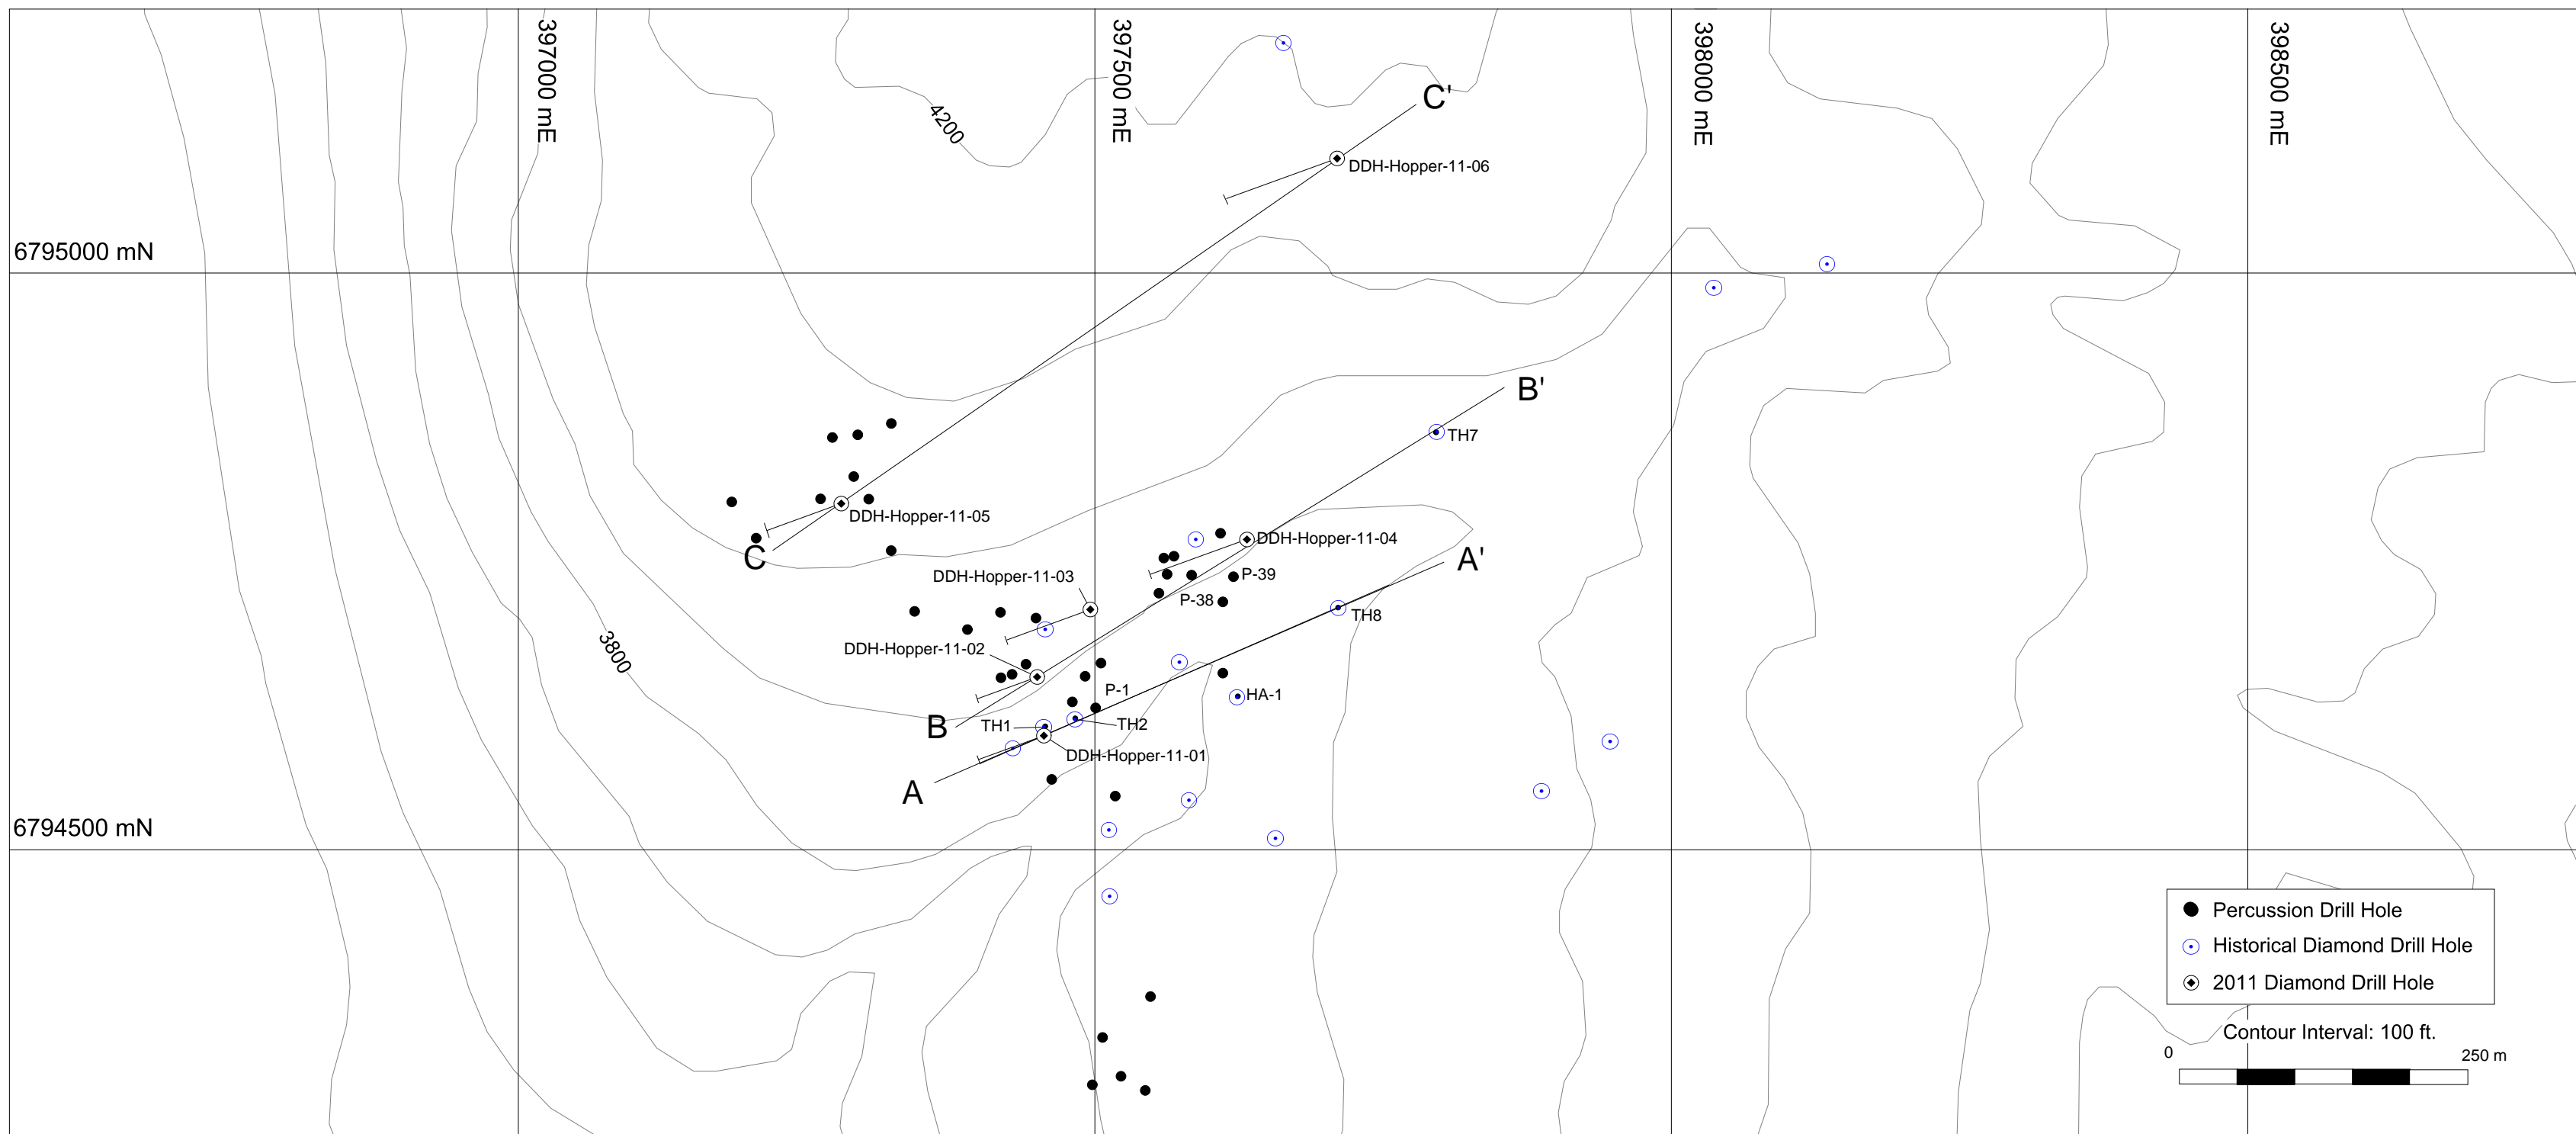 397000 mE
397500 mE
398000 mE
398500 mE
4200
C'
DDH-Hopper-11-06
6795000 mN
B'
TH7
DDH-Hopper-11-05
C
DDH-Hopper-11-04
A'
DDH-Hopper-11-03
P-39
P-38
TH8
3800
DDH-Hopper-11-02
P-1
HA-1
B
TH1
TH2
DDH-Hopper-11-01
A
6794500 mN
Percussion Drill Hole
Historical Diamond Drill Hole
2011 Diamond Drill Hole
Contour Interval: 100 ft.
0
250 m